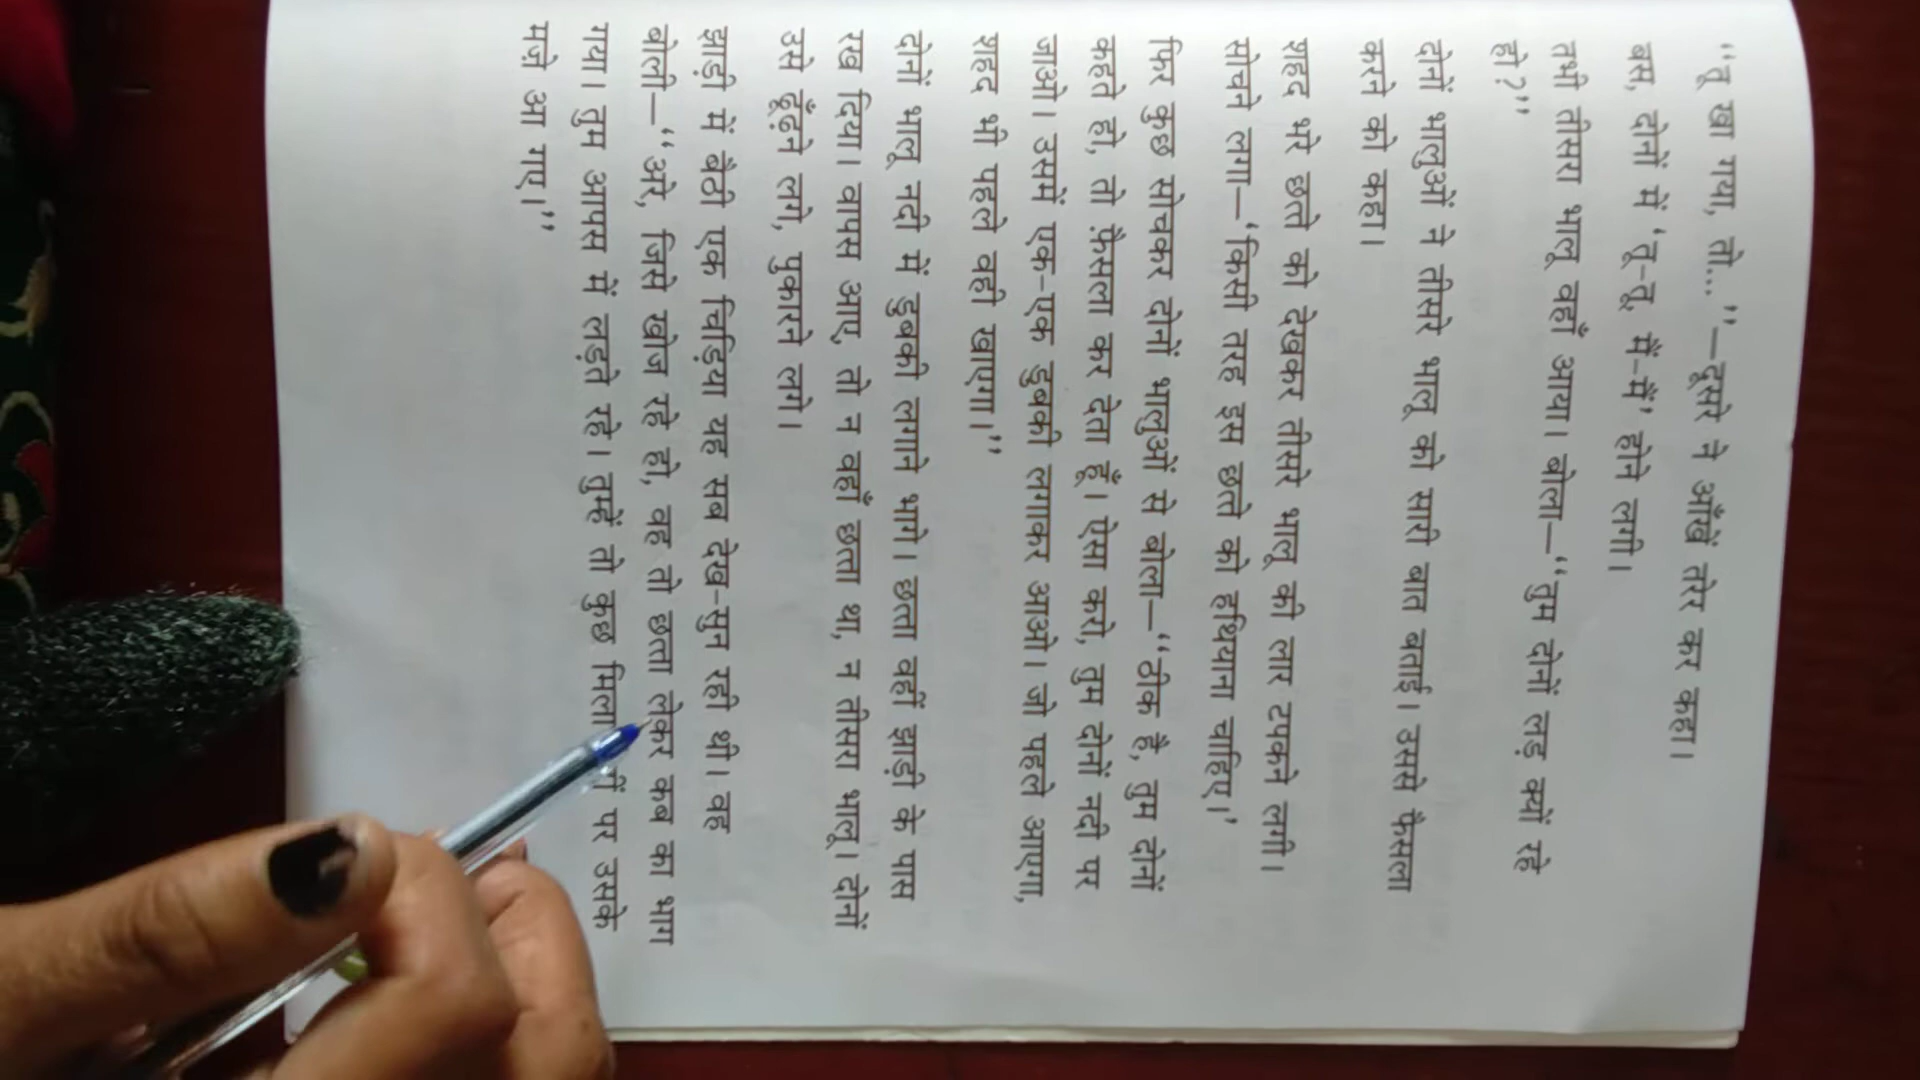 “तू खा गया, तो... ”—दूसरे ने आँखें तरेर कर कहा।
बस, दोनों में ‘तू-तू मैं-मैं’ होने लगी।
तभी तीसरा भालू वहाँ आया। बोला—“तुम दोनों लड़ क्यों रहे
हो?”
दोनों भालुओं ने तीसरे भालू को सारी बात बताई। उससे फैसला
करने को कहा।
शहद भरे छत्ते को देखकर तीसरे भालू की लार टपकने लगी।
सोचने लगा—‘किसी तरह इस छत्ते को हथियाना चाहिए।’
फिर कुछ सोचकर दोनों भालुओं से बोला—“ठीक है, तुम दोनों
कहते हो, तो फ़ैसला कर देता हूँ। ऐसा करो, तुम दोनों नदी पर
जाओ। उसमें एक-एक डुबकी लगाकर आओ। जो पहले आएगा,
शहद भी पहले वही खाएगा।”
दोनों भालू नदी में डुबकी लगाने भागे। छत्ता वहीं झाड़ी के पास
रख दिया। वापस आए, तो न वहाँ छत्ता था, न तीसरा भालू। दोनों
उसे ढूँढ़ने लगे, पुकारने लगे।
झाड़ी में बैठी एक चिड़िया यह सब देख-सुन रही थी। वह
बोली—“अरे, जिसे खोज रहे हो, वह तो छत्ता लेकर कब का भाग
गया। तुम आपस में लड़ते रहे। तुम्हें तो कुछ मिला पर उसके
मज़े आ गए।”